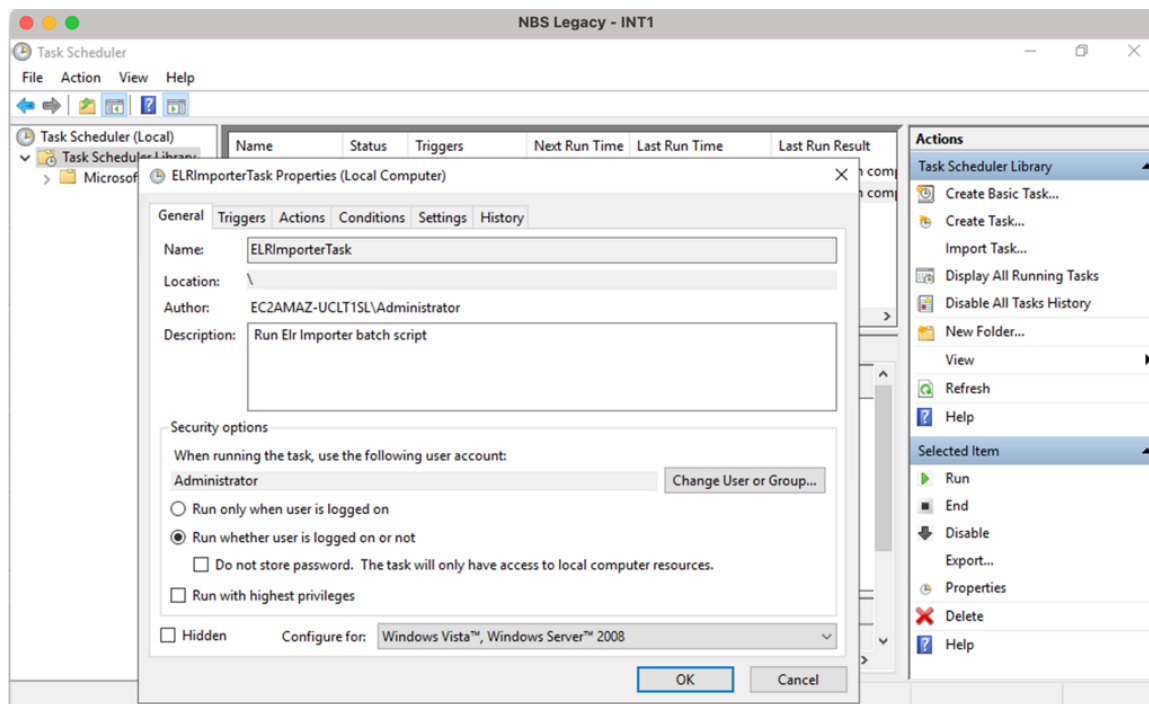 NBS Legacy - INT1
Task Scheduler
File Action View Help
Task Scheduler (Local)
Task Scheduler Library
Microsof
Name Status Triggers Next Run Time Last Run Time Last Run Result
n comp
n comp
ELRImporterTask Properties (Local Computer)
General Triggers Actions Conditions Settings History
Name: ELRImporterTask
Location: \
Author: EC2AMAZ-UCLT1SL\Administrator
Description: Run Elr Importer batch script
Security options
When running the task, use the following user account:
Administrator Change User or Group...
Run only when user is logged on
Run whether user is logged on or not
Do not store password. The task will only have access to local computer resources.
Run with highest privileges
Hidden Configure for: Windows Vista™, Windows Server™ 2008
OK Cancel
Actions
Task Scheduler Library
Create Basic Task...
Create Task...
Import Task...
Display All Running Tasks
Disable All Tasks History
New Folder...
View
Refresh
Help
Selected Item
Run
End
Disable
Export...
Properties
Delete
Help